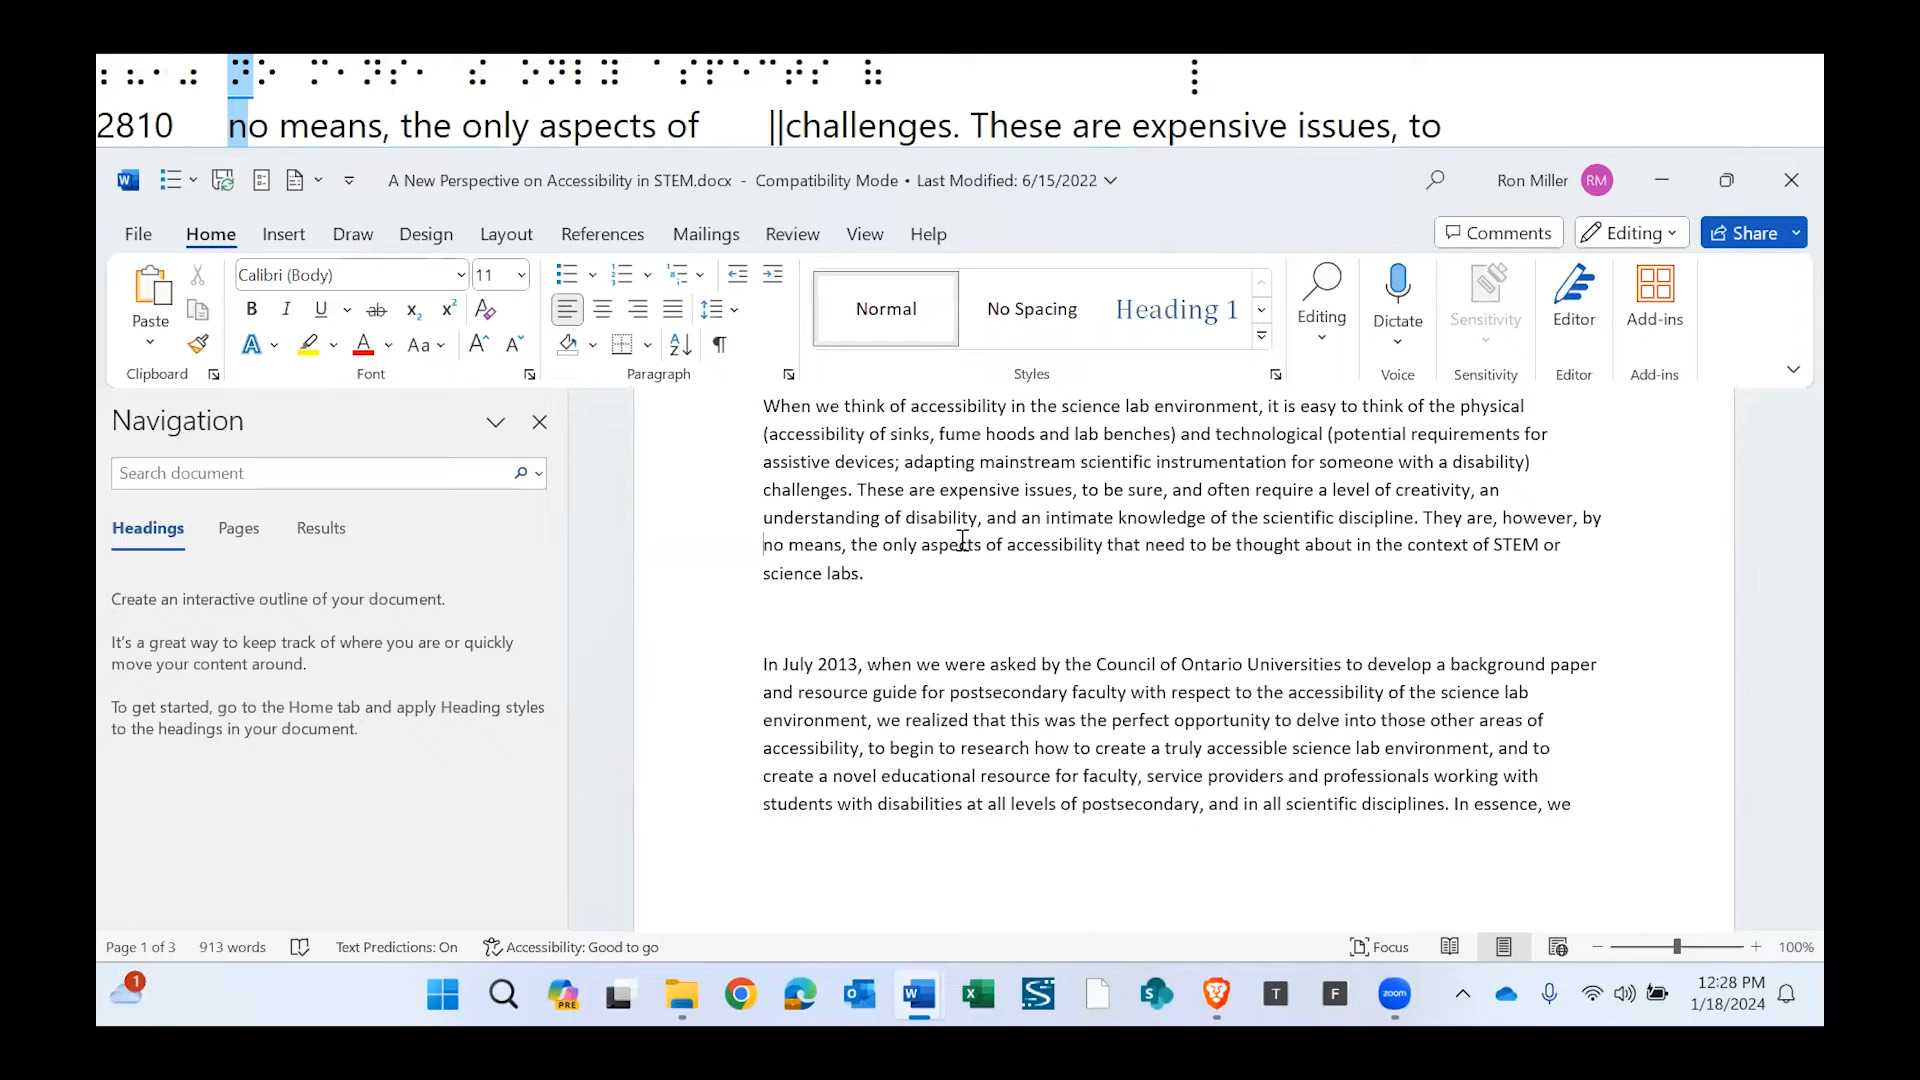 2810 no means, the only aspects of ||challenges. These are expensive issues, to
A New Perspective on Accessibility in STEM.docx - Compatibility Mode • Last Modified: 6/15/2022
Ron Miller RM
File Home Insert Draw Design Layout References Mailings Review View Help
Comments Editing Share
Paste
Clipboard
Calibri (Body) 11
B I U ab x₂ x²
A A Aa A A
Font
Paragraph
Normal No Spacing Heading 1
Styles
Editing
Dictate
Voice
Sensitivity
Sensitivity
Editor
Editor
Add-ins
Add-ins
Navigation
Search document
Headings Pages Results
Create an interactive outline of your document.
It's a great way to keep track of where you are or quickly
move your content around.
To get started, go to the Home tab and apply Heading styles
to the headings in your document.
When we think of accessibility in the science lab environment, it is easy to think of the physical
(accessibility of sinks, fume hoods and lab benches) and technological (potential requirements for
assistive devices; adapting mainstream scientific instrumentation for someone with a disability)
challenges. These are expensive issues, to be sure, and often require a level of creativity, an
understanding of disability, and an intimate knowledge of the scientific discipline. They are, however, by
no means, the only aspects of accessibility that need to be thought about in the context of STEM or
science labs.
In July 2013, when we were asked by the Council of Ontario Universities to develop a background paper
and resource guide for postsecondary faculty with respect to the accessibility of the science lab
environment, we realized that this was the perfect opportunity to delve into those other areas of
accessibility, to begin to research how to create a truly accessible science lab environment, and to
create a novel educational resource for faculty, service providers and professionals working with
students with disabilities at all levels of postsecondary, and in all scientific disciplines. In essence, we
Page 1 of 3 913 words Text Predictions: On Accessibility: Good to go
Focus 100%
1 PRE zoom T F
12:28 PM
1/18/2024